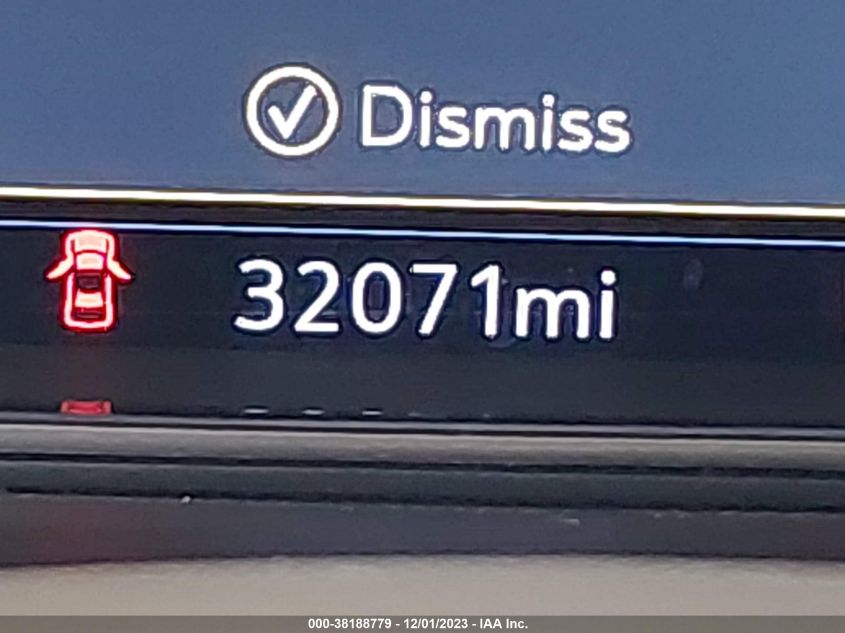 Dismiss
32071mi
000-38188779 - 12/01/2023 - IAA Inc.